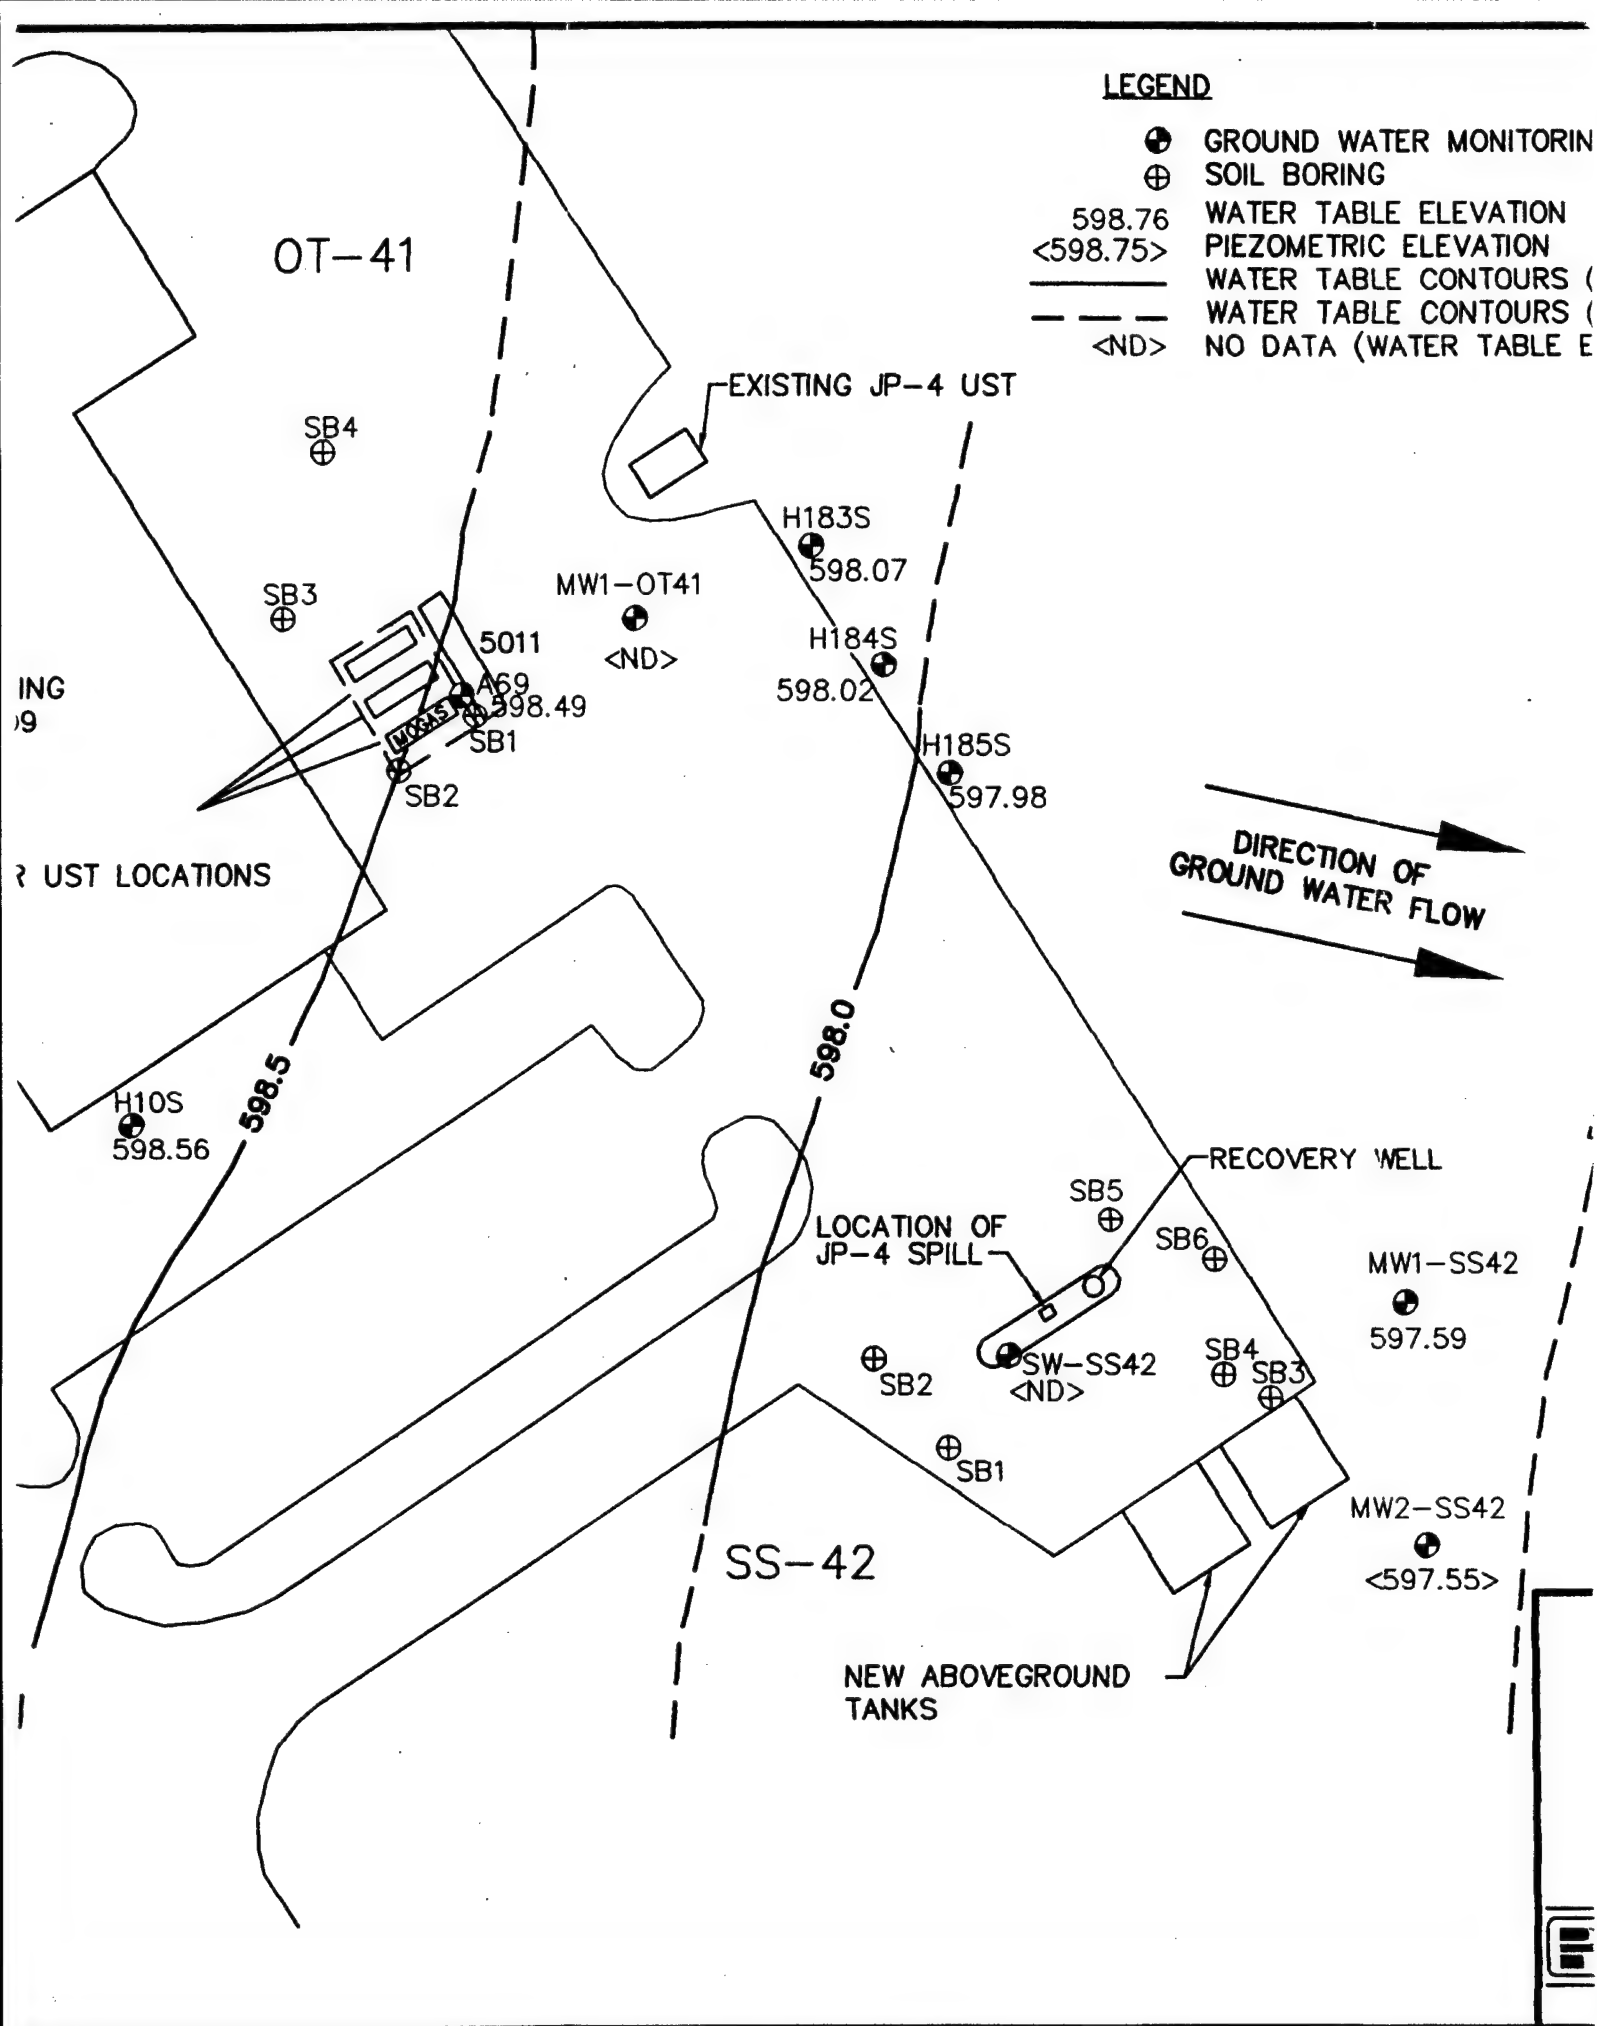 LEGEND
GROUND WATER MONITORIN
SOIL BORING
598.76 WATER TABLE ELEVATION
<598.75> PIEZOMETRIC ELEVATION
WATER TABLE CONTOURS (
WATER TABLE CONTOURS (
<ND> NO DATA (WATER TABLE E
OT-41
EXISTING JP-4 UST
SB4
H183S
598.07
SB3
MW1-OT41
<ND>
5011
H184S
598.02
A69
598.49
MOGAS
SB1
SB2
ING
09
H185S
597.98
DIRECTION OF
GROUND WATER FLOW
R UST LOCATIONS
598.0
598.5
H10S
598.56
RECOVERY WELL
SB5
LOCATION OF
JP-4 SPILL
SB6
MW1-SS42
597.59
SW-SS42
<ND>
SB4
SB3
SB2
SB1
MW2-SS42
<597.55>
SS-42
NEW ABOVEGROUND
TANKS